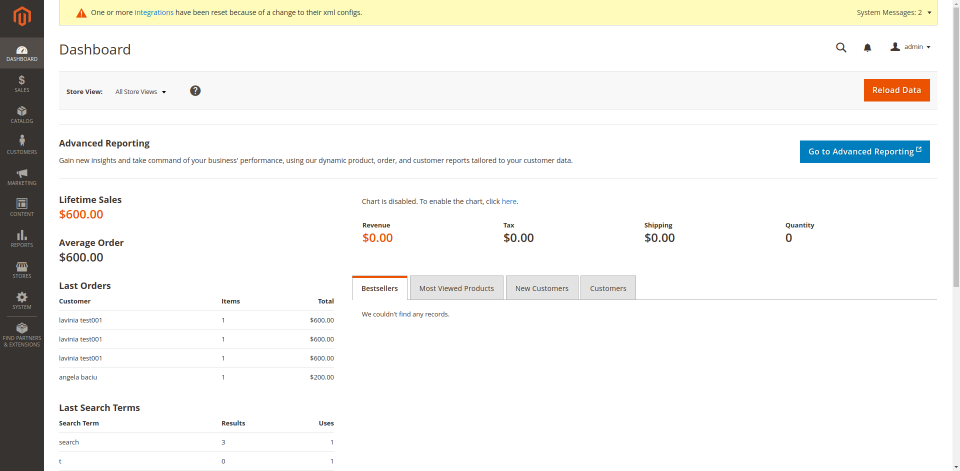 One or more integrations have been reset because of a change to their xml configs.
System Messages: 2
Dashboard
admin
DASHBOARD
SALES
CATALOG
CUSTOMERS
MARKETING
CONTENT
REPORTS
STORES
SYSTEM
FIND PARTNERS
& EXTENSIONS
Store View: All Store Views ?
Reload Data
Advanced Reporting
Gain new insights and take command of your business' performance, using our dynamic product, order, and customer reports tailored to your customer data.
Go to Advanced Reporting
Lifetime Sales
$600.00
Average Order
$600.00
Last Orders
Customer Items Total
lavinia test001 1 $600.00
lavinia test001 1 $600.00
lavinia test001 1 $600.00
angela baciu 1 $200.00
Last Search Terms
Search Term Results Uses
search 3 1
t 0 1
Chart is disabled. To enable the chart, click here.
Revenue Tax Shipping Quantity
$0.00 $0.00 $0.00 0
Bestsellers Most Viewed Products New Customers Customers
We couldn't find any records.